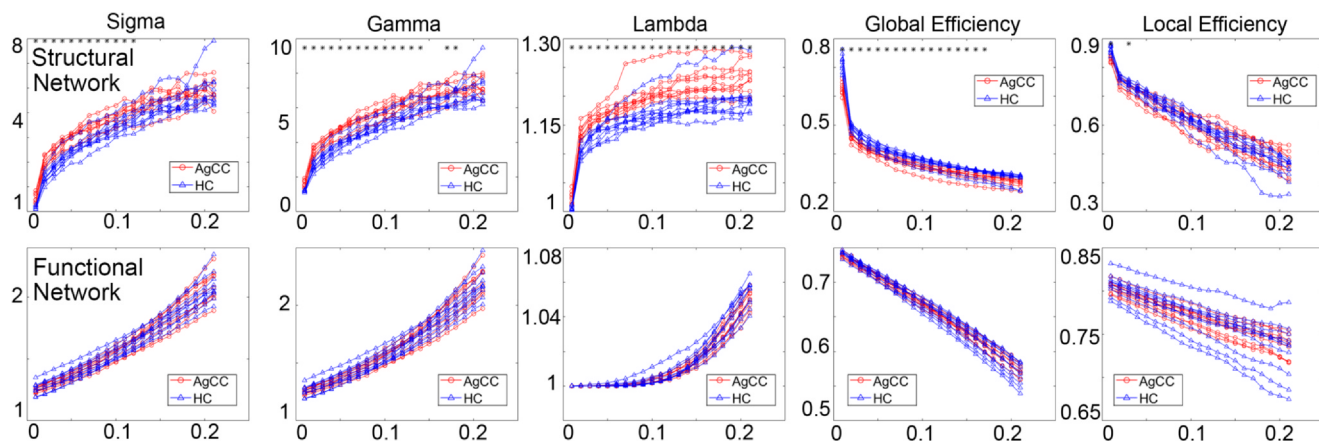 Sigma
Gamma
Lambda
Global Efficiency
Local Efficiency
Structural
Network
8
4
1
0
0.1
0.2
AgCC
HC
10
5
0
0
0.1
0.2
AgCC
HC
1.30
1.15
1
0
0.1
0.2
AgCC
HC
0.8
0.5
0.2
0
0.1
0.2
AgCC
HC
0.9
0.6
0.3
0
0.1
0.2
AgCC
HC
Functional
Network
2
1
0
0.1
0.2
AgCC
HC
2
1
0
0.1
0.2
AgCC
HC
1.08
1.04
1
0
0.1
0.2
AgCC
HC
0.7
0.6
0.5
0
0.1
0.2
AgCC
HC
0.85
0.75
0.65
0
0.1
0.2
AgCC
HC